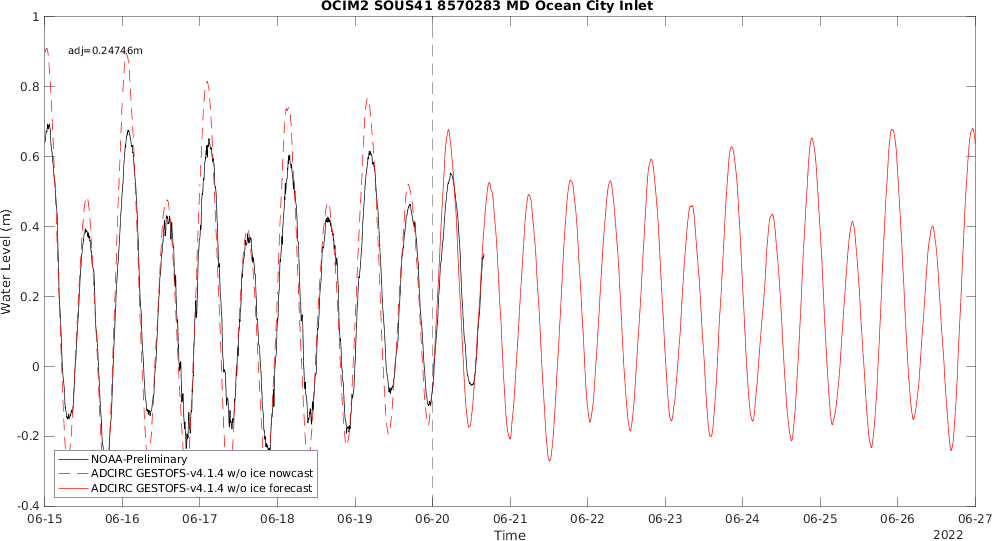 OCIM2 SOUS41 8570283 MD Ocean City Inlet
adj=0.24746m
1
0.8
0.6
0.4
0.2
0
-0.2
-0.4
Water Level (m)
NOAA-Preliminary
ADCIRC GESTOFS-v4.1.4 w/o ice nowcast
ADCIRC GESTOFS-v4.1.4 w/o ice forecast
06-15 06-16 06-17 06-18 06-19 06-20 06-21 06-22 06-23 06-24 06-25 06-26 06-27
Time
2022